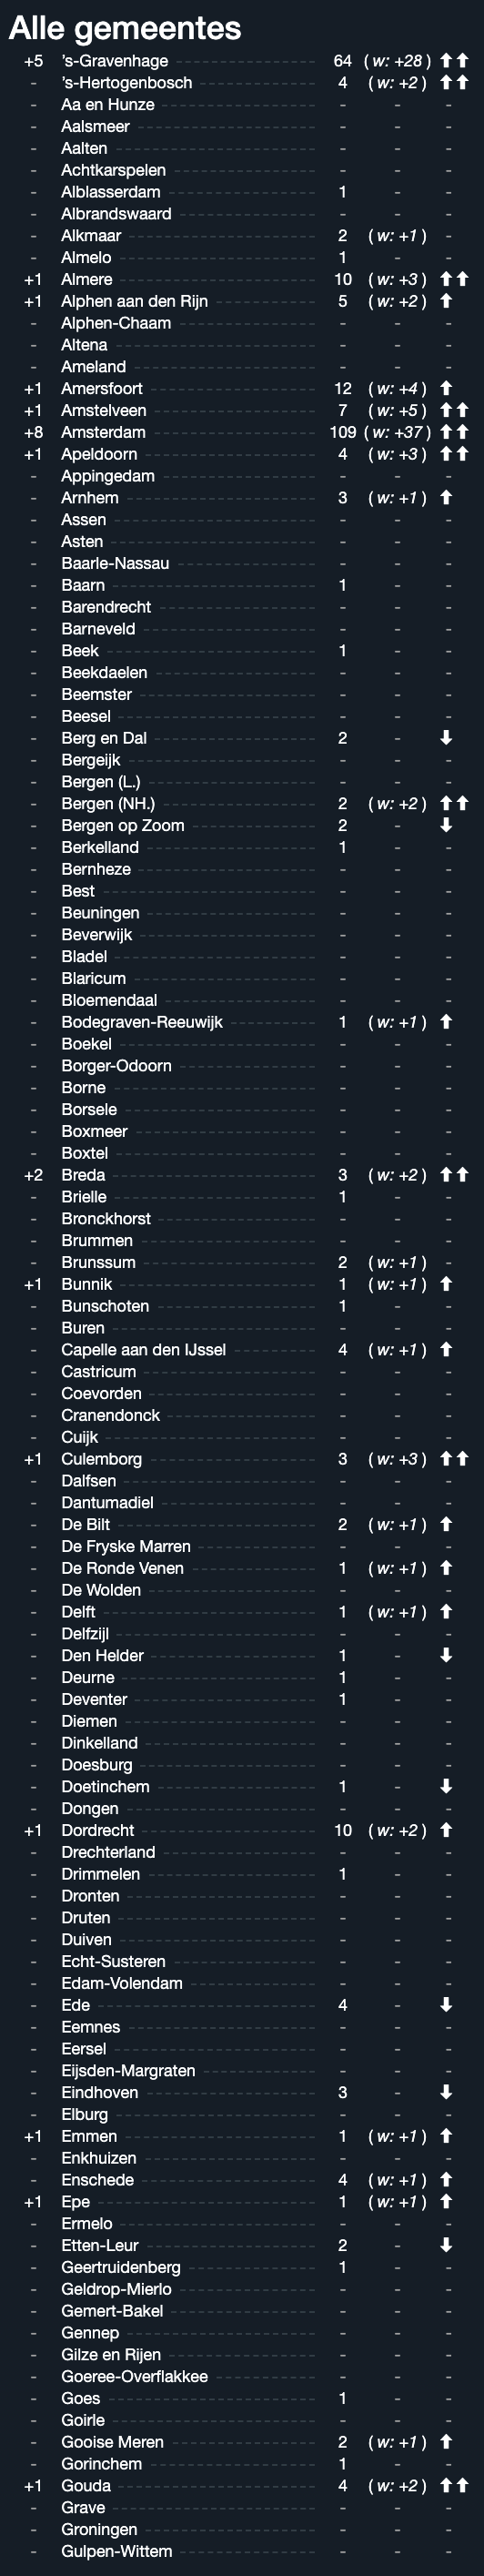 Alle gemeentes
+5 's-Gravenhage 64 ( w: +28 ) ⬆⬆
- 's-Hertogenbosch 4 ( w: +2 ) ⬆⬆
- Aa en Hunze - - -
- Aalsmeer - - -
- Aalten - - -
- Achtkarspelen - - -
- Alblasserdam 1 - -
- Albrandswaard - - -
- Alkmaar 2 ( w: +1 ) -
- Almelo 1 - -
+1 Almere 10 ( w: +3 ) ⬆⬆
+1 Alphen aan den Rijn 5 ( w: +2 ) ⬆
- Alphen-Chaam - - -
- Altena - - -
- Ameland - - -
+1 Amersfoort 12 ( w: +4 ) ⬆
+1 Amstelveen 7 ( w: +5 ) ⬆⬆
+8 Amsterdam 109 ( w: +37 ) ⬆⬆
+1 Apeldoorn 4 ( w: +3 ) ⬆⬆
- Appingedam - - -
- Arnhem 3 ( w: +1 ) ⬆
- Assen - - -
- Asten - - -
- Baarle-Nassau - - -
- Baarn 1 - -
- Barendrecht - - -
- Barneveld - - -
- Beek 1 - -
- Beekdaelen - - -
- Beemster - - -
- Beesel - - -
- Berg en Dal 2 - ⬇
- Bergeijk - - -
- Bergen (L.) - - -
- Bergen (NH.) 2 ( w: +2 ) ⬆⬆
- Bergen op Zoom 2 - ⬇
- Berkelland 1 - -
- Bernheze - - -
- Best - - -
- Beuningen - - -
- Beverwijk - - -
- Bladel - - -
- Blaricum - - -
- Bloemendaal - - -
- Bodegraven-Reeuwijk 1 ( w: +1 ) ⬆
- Boekel - - -
- Borger-Odoorn - - -
- Borne - - -
- Borsele - - -
- Boxmeer - - -
- Boxtel - - -
+2 Breda 3 ( w: +2 ) ⬆⬆
- Brielle 1 - -
- Bronckhorst - - -
- Brummen - - -
- Brunssum 2 ( w: +1 ) -
+1 Bunnik 1 ( w: +1 ) ⬆
- Bunschoten 1 - -
- Buren - - -
- Capelle aan den IJssel 4 ( w: +1 ) ⬆
- Castricum - - -
- Coevorden - - -
- Cranendonck - - -
- Cuijk - - -
+1 Culemborg 3 ( w: +3 ) ⬆⬆
- Dalfsen - - -
- Dantumadiel - - -
- De Bilt 2 ( w: +1 ) ⬆
- De Fryske Marren - - -
- De Ronde Venen 1 ( w: +1 ) ⬆
- De Wolden - - -
- Delft 1 ( w: +1 ) ⬆
- Delfzijl - - -
- Den Helder 1 - ⬇
- Deurne 1 - -
- Deventer 1 - -
- Diemen - - -
- Dinkelland - - -
- Doesburg - - -
- Doetinchem 1 - ⬇
- Dongen - - -
+1 Dordrecht 10 ( w: +2 ) ⬆
- Drechterland - - -
- Drimmelen 1 - -
- Dronten - - -
- Druten - - -
- Duiven - - -
- Echt-Susteren - - -
- Edam-Volendam - - -
- Ede 4 - ⬇
- Eemnes - - -
- Eersel - - -
- Eijsden-Margraten - - -
- Eindhoven 3 - ⬇
- Elburg - - -
+1 Emmen 1 ( w: +1 ) ⬆
- Enkhuizen - - -
- Enschede 4 ( w: +1 ) ⬆
+1 Epe 1 ( w: +1 ) ⬆
- Ermelo - - -
- Etten-Leur 2 - ⬇
- Geertruidenberg 1 - -
- Geldrop-Mierlo - - -
- Gemert-Bakel - - -
- Gennep - - -
- Gilze en Rijen - - -
- Goeree-Overflakkee - - -
- Goes 1 - -
- Goirle - - -
- Gooise Meren 2 ( w: +1 ) ⬆
- Gorinchem 1 - -
+1 Gouda 4 ( w: +2 ) ⬆⬆
- Grave - - -
- Groningen - - -
- Gulpen-Wittem - - -